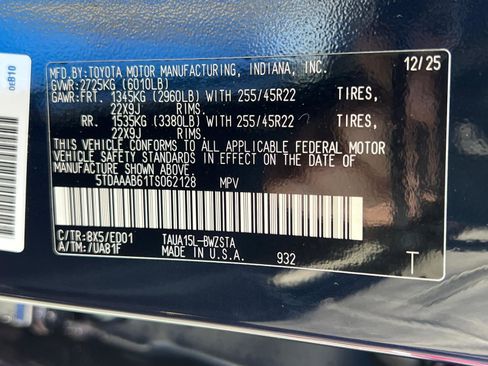 MFD. BY: TOYOTA MOTOR MANUFACTURING, INDIANA, INC. 12/25
GVWR: 2725KG (6010LB)
GAWR: FRT. 1345KG (2960LB) WITH 255/45R22 TIRES,
22X9J RIMS.
RR. 1535KG (3380LB) WITH 255/45R22 TIRES,
22X9J RIMS.
THIS VEHICLE CONFORMS TO ALL APPLICABLE FEDERAL MOTOR
VEHICLE SAFETY STANDARDS IN EFFECT ON THE DATE OF
MANUFACTURE SHOWN ABOVE.
5TDAAAB61TS062128 MPV
C/TR: 8X5/ED01 TAUA15L-BWZSTA
A/TM: /UA81F MADE IN U.S.A. 932 T